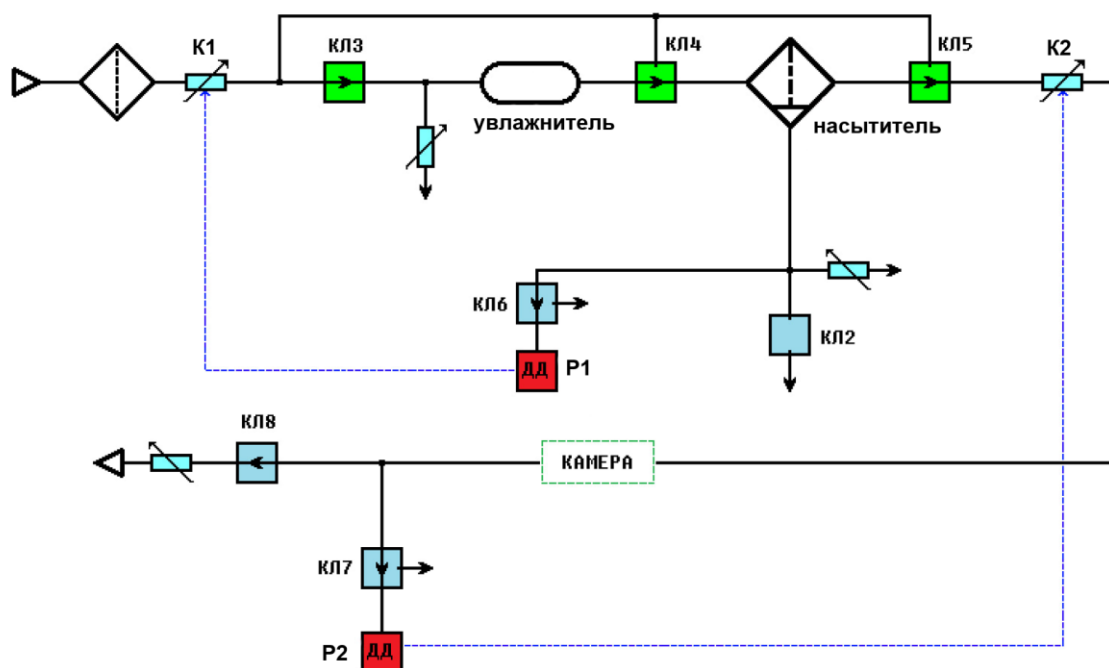 К1
КЛ3
КЛ4
КЛ5
К2
увлажнитель
насытитель
КЛ6
КЛ2
ДД
Р1
КЛ8
КАМЕРА
КЛ7
Р2
ДД